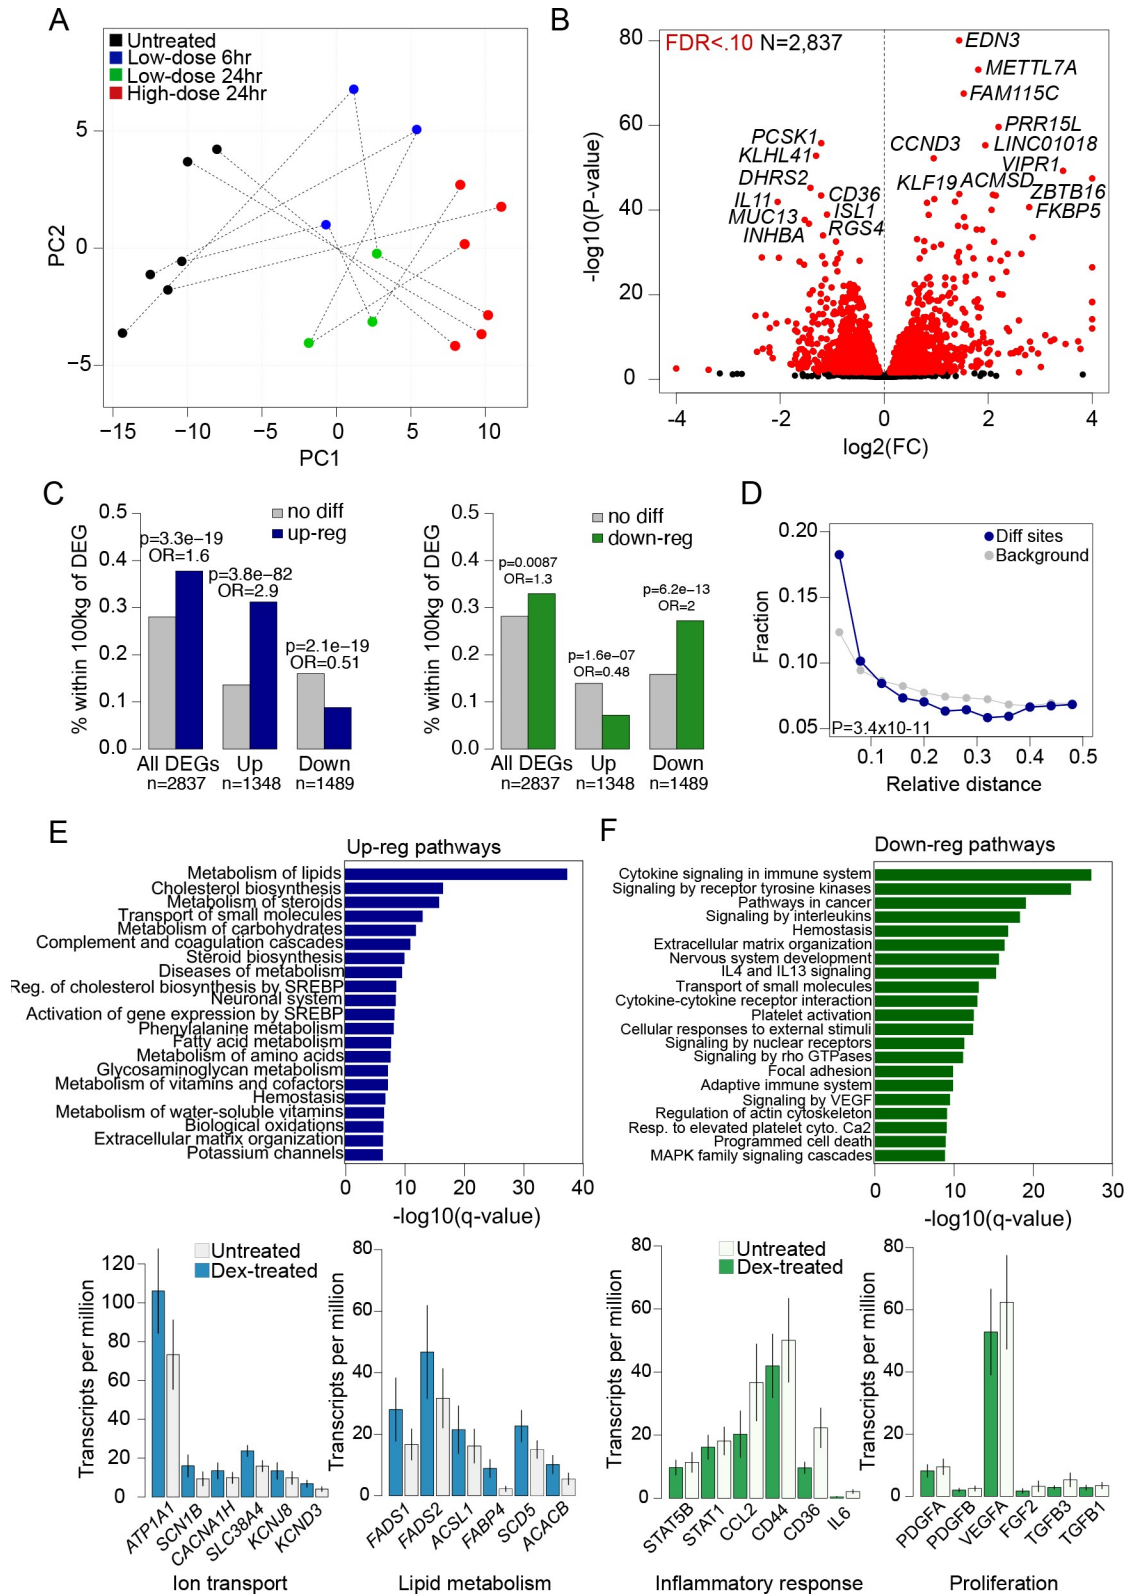 A
Untreated
Low-dose 6hr
Low-dose 24hr
High-dose 24hr
5
0
−5
PC2
−15 −10 −5 0 5 10
PC1
B
FDR<.10 N=2,837
80
60
40
20
0
-log10(P-value)
EDN3
METTL7A
FAM115C
PRR15L
LINC01018
VIPR1
ZBTB16
FKBP5
CCND3
KLF19
ACMSD
PCSK1
KLHL41
DHRS2
IL11
MUC13
INHBA
CD36
ISL1
RGS4
-4 -2 0 2 4
log2(FC)
C
% within 100kg of DEG
0.5
0.4
0.3
0.2
0.1
0.0
no diff
up-reg
p=3.3e−19
OR=1.6
p=3.8e−82
OR=2.9
p=2.1e−19
OR=0.51
All DEGs Up Down
n=2837 n=1348 n=1489
% within 100kg of DEG
0.5
0.4
0.3
0.2
0.1
0.0
no diff
down-reg
p=0.0087
OR=1.3
p=1.6e−07
OR=0.48
p=6.2e−13
OR=2
All DEGs Up Down
n=2837 n=1348 n=1489
D
Fraction
0.20
0.15
0.10
0.05
Diff sites
Background
P=3.4x10-11
0.1 0.2 0.3 0.4 0.5
Relative distance
E
Up-reg pathways
Metabolism of lipids
Cholesterol biosynthesis
Metabolism of steroids
Transport of small molecules
Metabolism of carbohydrates
Complement and coagulation cascades
Steroid biosynthesis
Diseases of metabolism
Reg. of cholesterol biosynthesis by SREBP
Neuronal system
Activation of gene expression by SREBP
Phenylalanine metabolism
Fatty acid metabolism
Metabolism of amino acids
Glycosaminoglycan metabolism
Metabolism of vitamins and cofactors
Hemostasis
Metabolism of water-soluble vitamins
Biological oxidations
Extracellular matrix organization
Potassium channels
0 10 20 30 40
-log10(q-value)
F
Down-reg pathways
Cytokine signaling in immune system
Signaling by receptor tyrosine kinases
Pathways in cancer
Signaling by interleukins
Hemostasis
Extracellular matrix organization
Nervous system development
IL4 and IL13 signaling
Transport of small molecules
Cytokine-cytokine receptor interaction
Platelet activation
Cellular responses to external stimuli
Signaling by nuclear receptors
Signaling by rho GTPases
Focal adhesion
Adaptive immune system
Signaling by VEGF
Regulation of actin cytoskeleton
Resp. to elevated platelet cyto. Ca2
Programmed cell death
MAPK family signaling cascades
0 10 20 30
-log10(q-value)
Transcripts per million
120
100
80
60
40
20
0
Untreated
Dex-treated
ATP1A1
SCN1B
CACNA1H
SLC38A4
KCNJ8
KCND3
Ion transport
Transcripts per million
80
60
40
20
0
FADS1
FADS2
ACSL1
FABP4
SCD5
ACACB
Lipid metabolism
Transcripts per million
80
60
40
20
0
Untreated
Dex-treated
STAT5B
STAT1
CCL2
CD44
CD36
IL6
Inflammatory response
Transcripts per million
80
60
40
20
0
PDGFA
PDGFB
VEGFA
FGF2
TGFB3
TGFB1
Proliferation